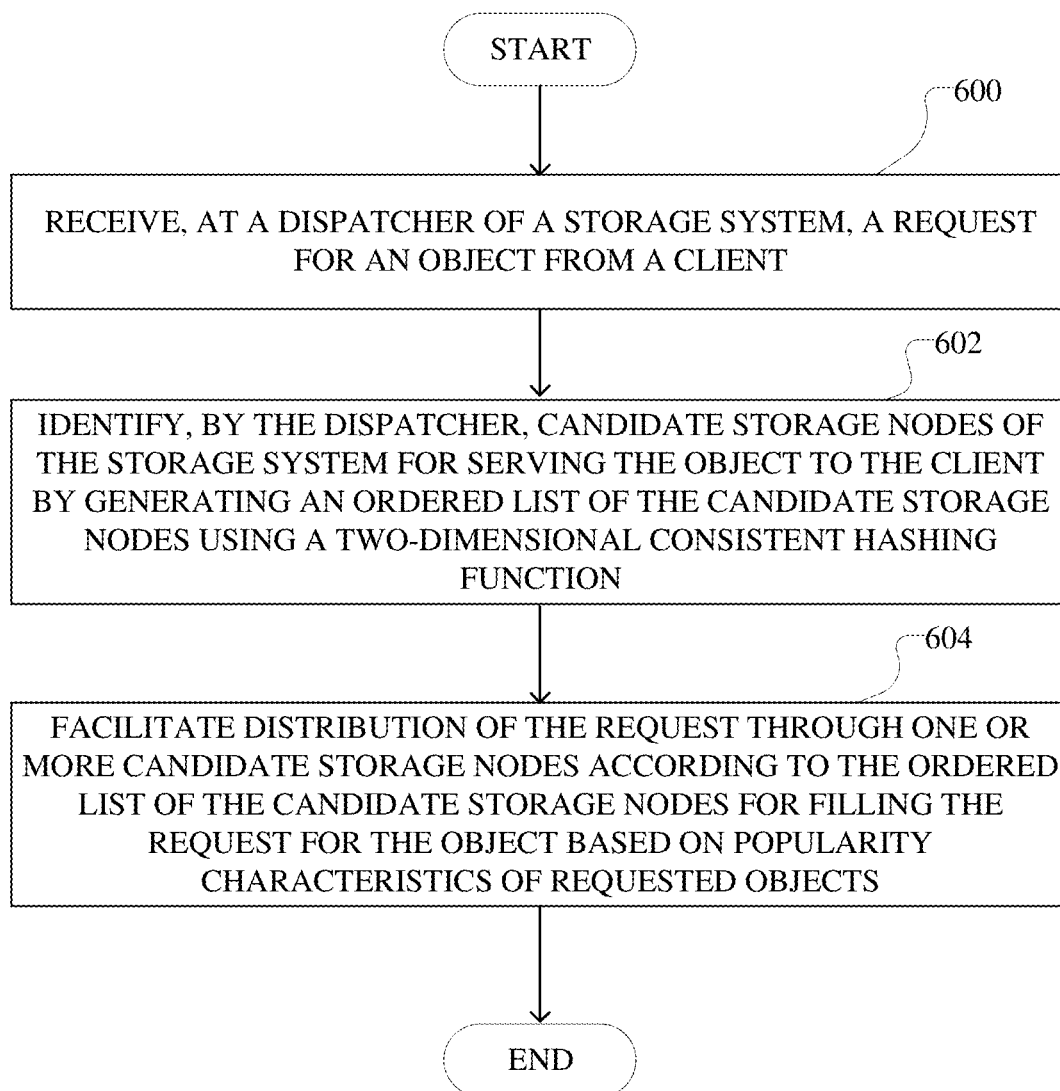 START
600
RECEIVE, AT A DISPATCHER OF A STORAGE SYSTEM, A REQUEST
FOR AN OBJECT FROM A CLIENT
602
IDENTIFY, BY THE DISPATCHER, CANDIDATE STORAGE NODES OF
THE STORAGE SYSTEM FOR SERVING THE OBJECT TO THE CLIENT
BY GENERATING AN ORDERED LIST OF THE CANDIDATE STORAGE
NODES USING A TWO-DIMENSIONAL CONSISTENT HASHING
FUNCTION
604
FACILITATE DISTRIBUTION OF THE REQUEST THROUGH ONE OR
MORE CANDIDATE STORAGE NODES ACCORDING TO THE ORDERED
LIST OF THE CANDIDATE STORAGE NODES FOR FILLING THE
REQUEST FOR THE OBJECT BASED ON POPULARITY
CHARACTERISTICS OF REQUESTED OBJECTS
END